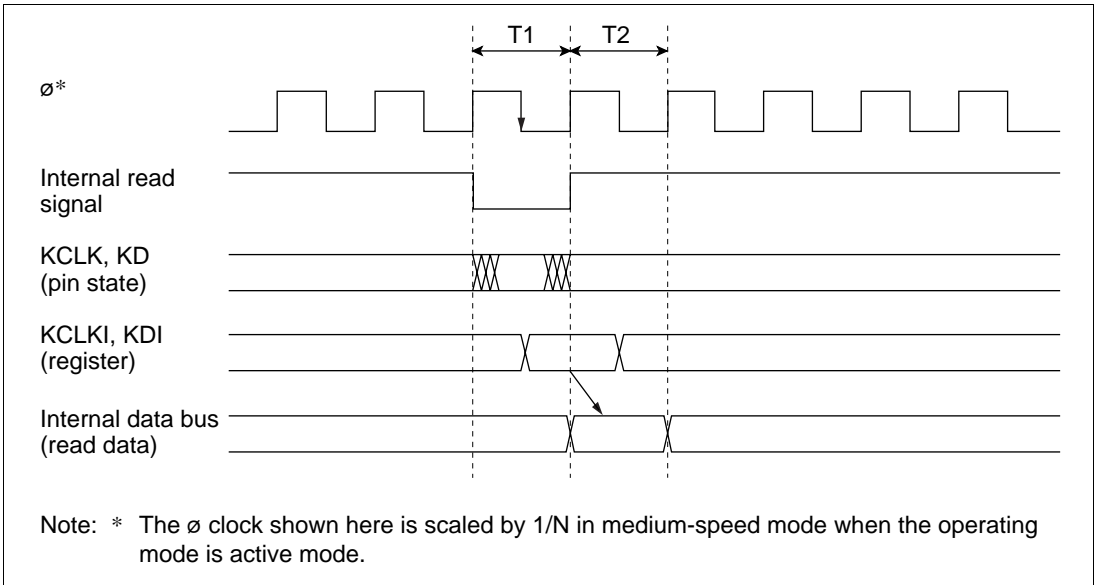 T1 T2
ø*
Internal read
signal
KCLK, KD
(pin state)
KCLKI, KDI
(register)
Internal data bus
(read data)
Note: * The ø clock shown here is scaled by 1/N in medium-speed mode when the operating
mode is active mode.